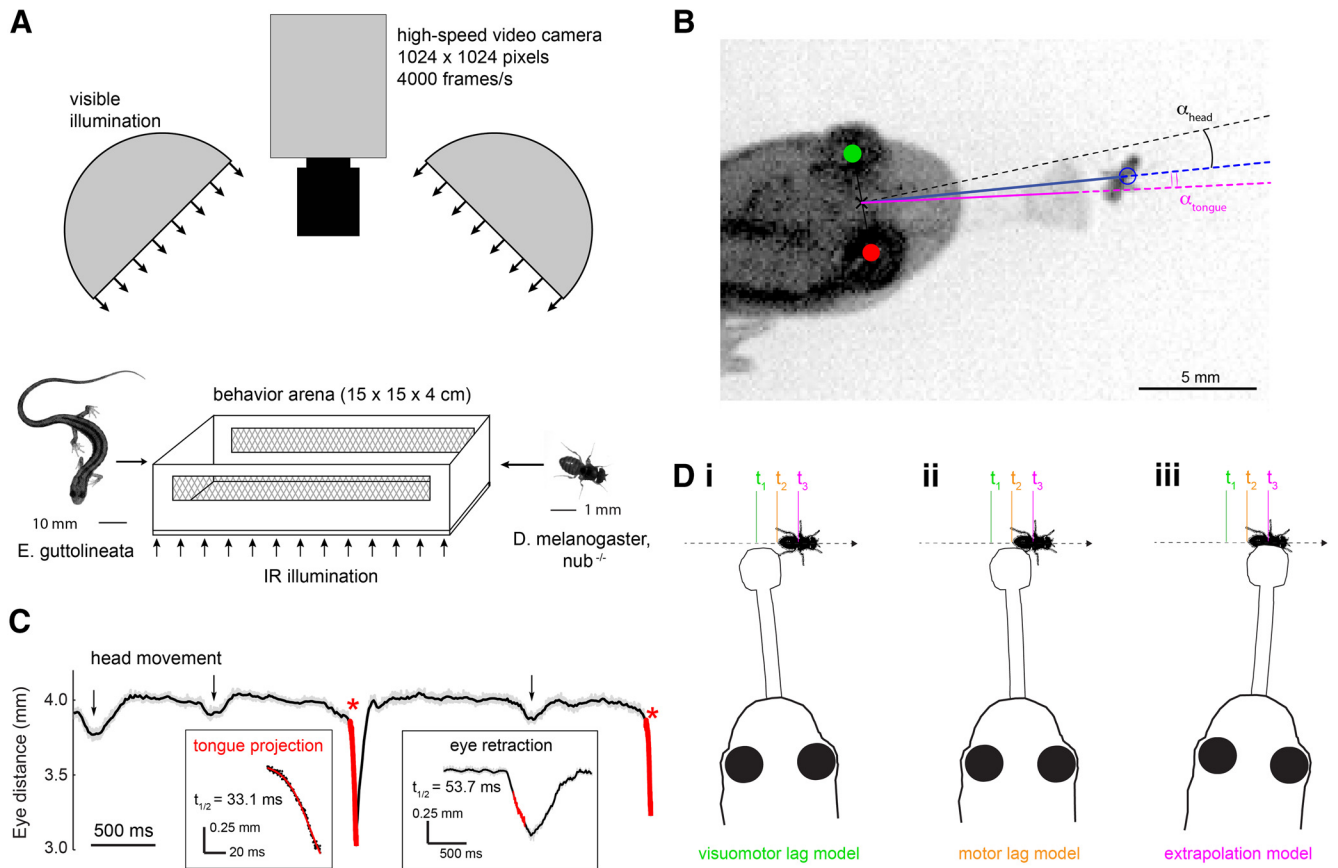 A
high-speed video camera
1024 x 1024 pixels
4000 frames/s
visible
illumination
behavior arena (15 x 15 x 4 cm)
10 mm
E. guttolineata
1 mm
D. melanogaster,
nub -/-
IR illumination
B
αhead
αtongue
5 mm
C
head movement
Eye distance (mm)
4.0
3.5
3.0
*
*
tongue projection
t1/2 = 33.1 ms
0.25 mm
20 ms
eye retraction
t1/2 = 53.7 ms
0.25 mm
500 ms
500 ms
D i
t1 t2 t3
visuomotor lag model
ii
t1 t2 t3
motor lag model
iii
t1 t2 t3
extrapolation model